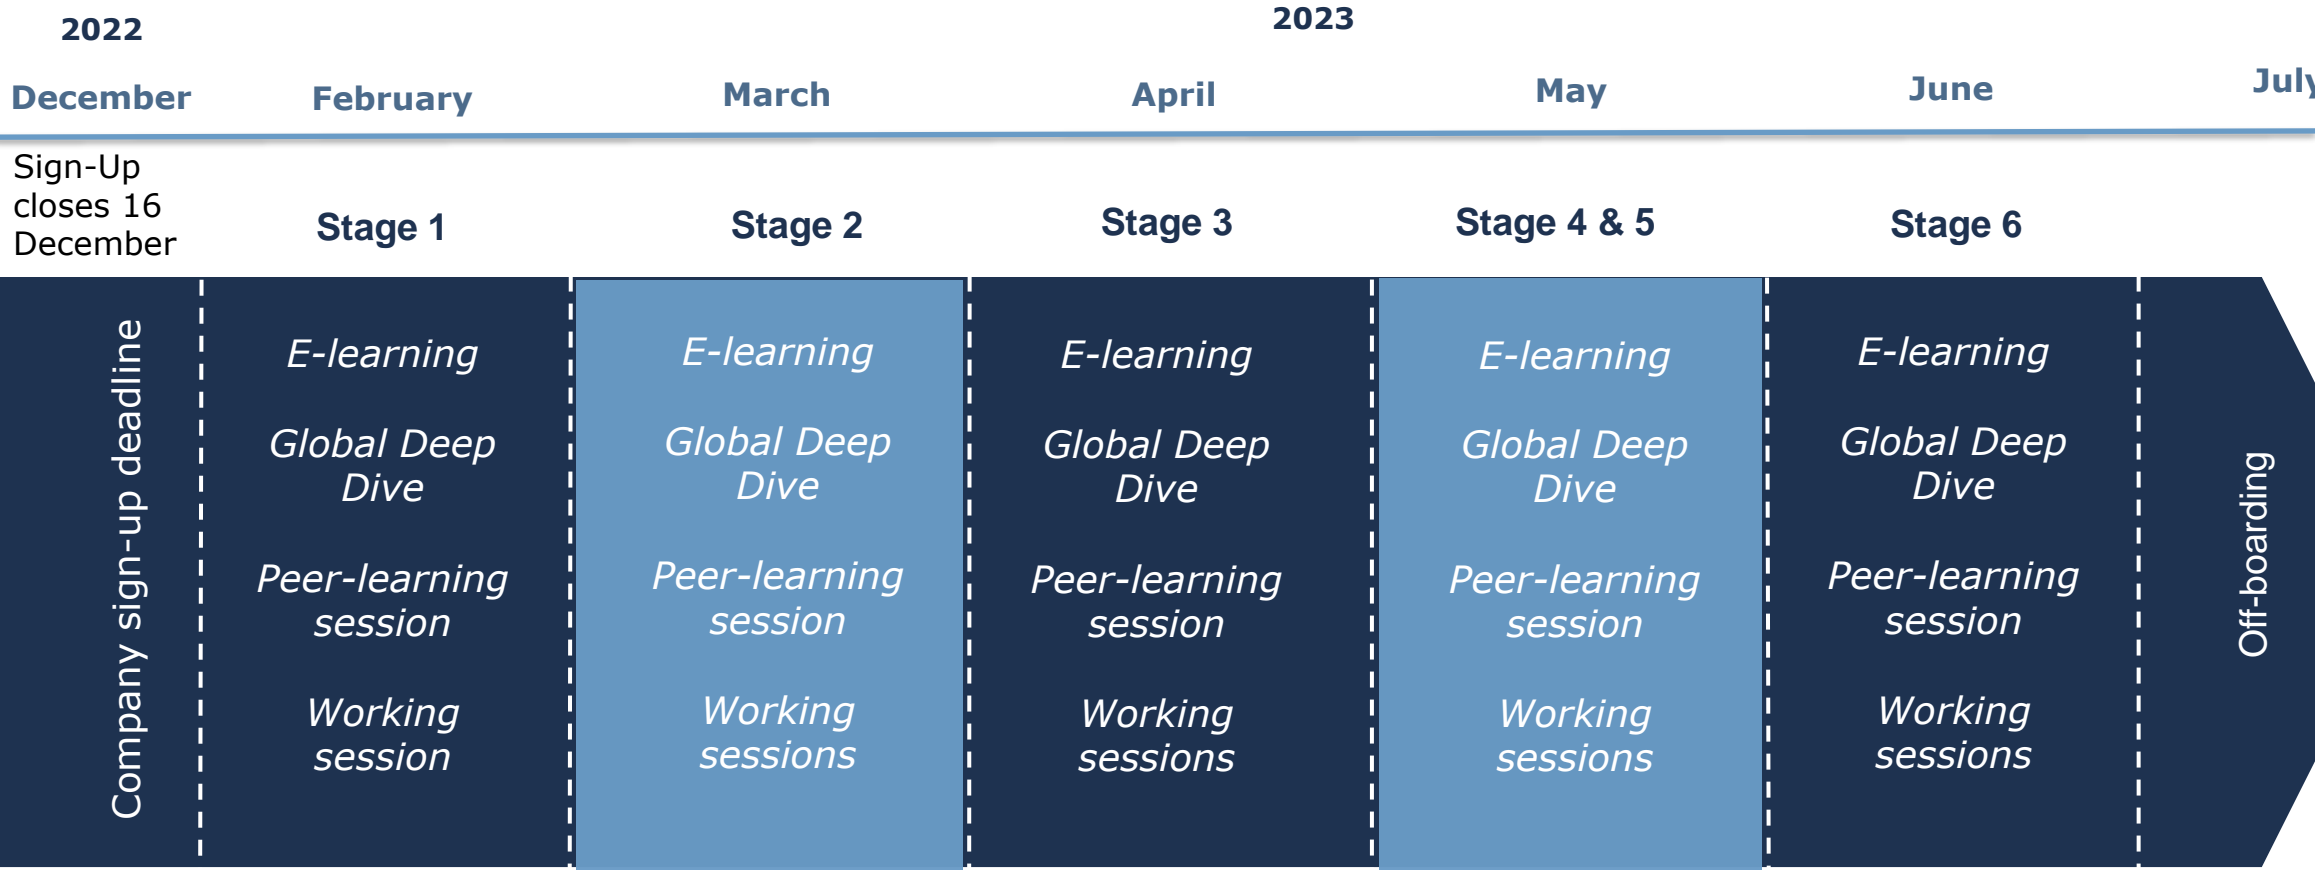 2022
2023
December
February
March
April
May
June
July
Sign-Up
closes 16
December
Stage 1
Stage 2
Stage 3
Stage 4 & 5
Stage 6
Company sign-up deadline
E-learning
Global Deep
Dive
Peer-learning
session
Working
session
E-learning
Global Deep
Dive
Peer-learning
session
Working
sessions
E-learning
Global Deep
Dive
Peer-learning
session
Working
sessions
E-learning
Global Deep
Dive
Peer-learning
session
Working
sessions
E-learning
Global Deep
Dive
Peer-learning
session
Working
sessions
Off-boarding